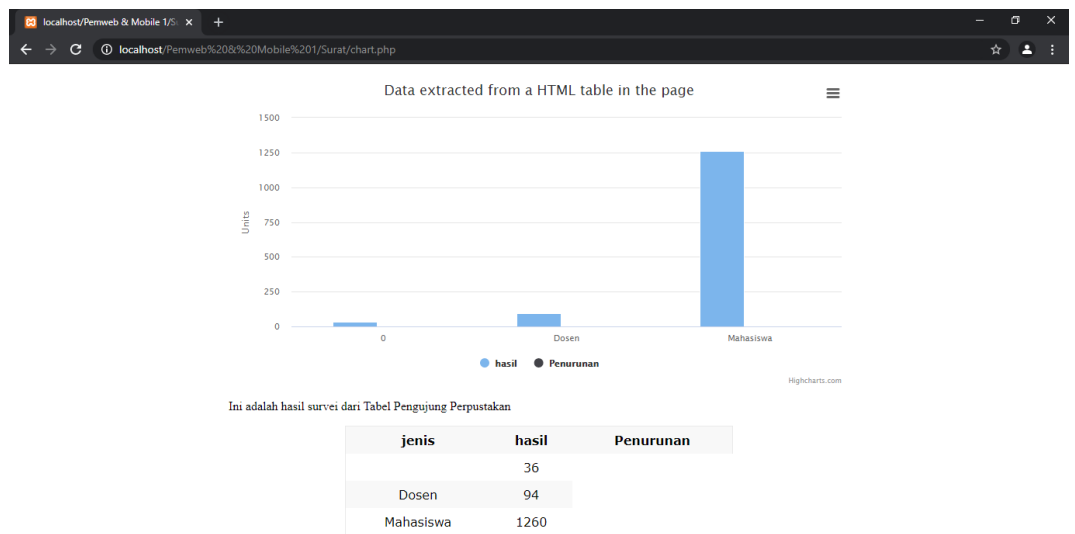 localhost/Pemweb & Mobile 1/S
localhost/Pemweb%20&%20Mobile%201/Surat/chart.php
Data extracted from a HTML table in the page
Units
1500
1250
1000
750
500
250
0
0 Dosen Mahasiswa
hasil Penurunan
Highcharts.com
Ini adalah hasil survei dari Tabel Pengujung Perpustakan
jenis hasil Penurunan
36
Dosen 94
Mahasiswa 1260